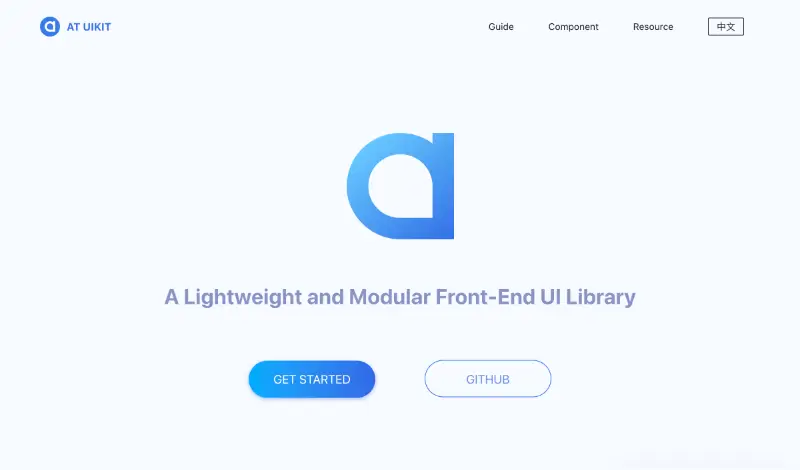 AT UIKIT
Guide
Component
Resource
中文
A Lightweight and Modular Front-End UI Library
GET STARTED
GITHUB